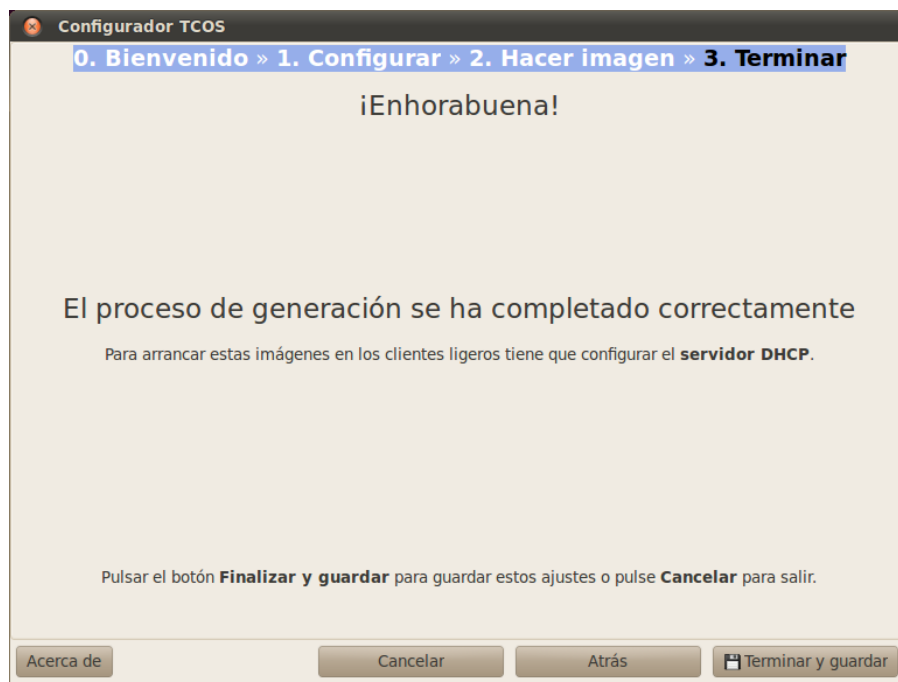 Configurador TCOS
0. Bienvenido » 1. Configurar » 2. Hacer imagen » 3. Terminar
¡Enhorabuena!
El proceso de generación se ha completado correctamente
Para arrancar estas imágenes en los clientes ligeros tiene que configurar el servidor DHCP.
Pulsar el botón Finalizar y guardar para guardar estos ajustes o pulse Cancelar para salir.
Acerca de
Cancelar
Atrás
Terminar y guardar